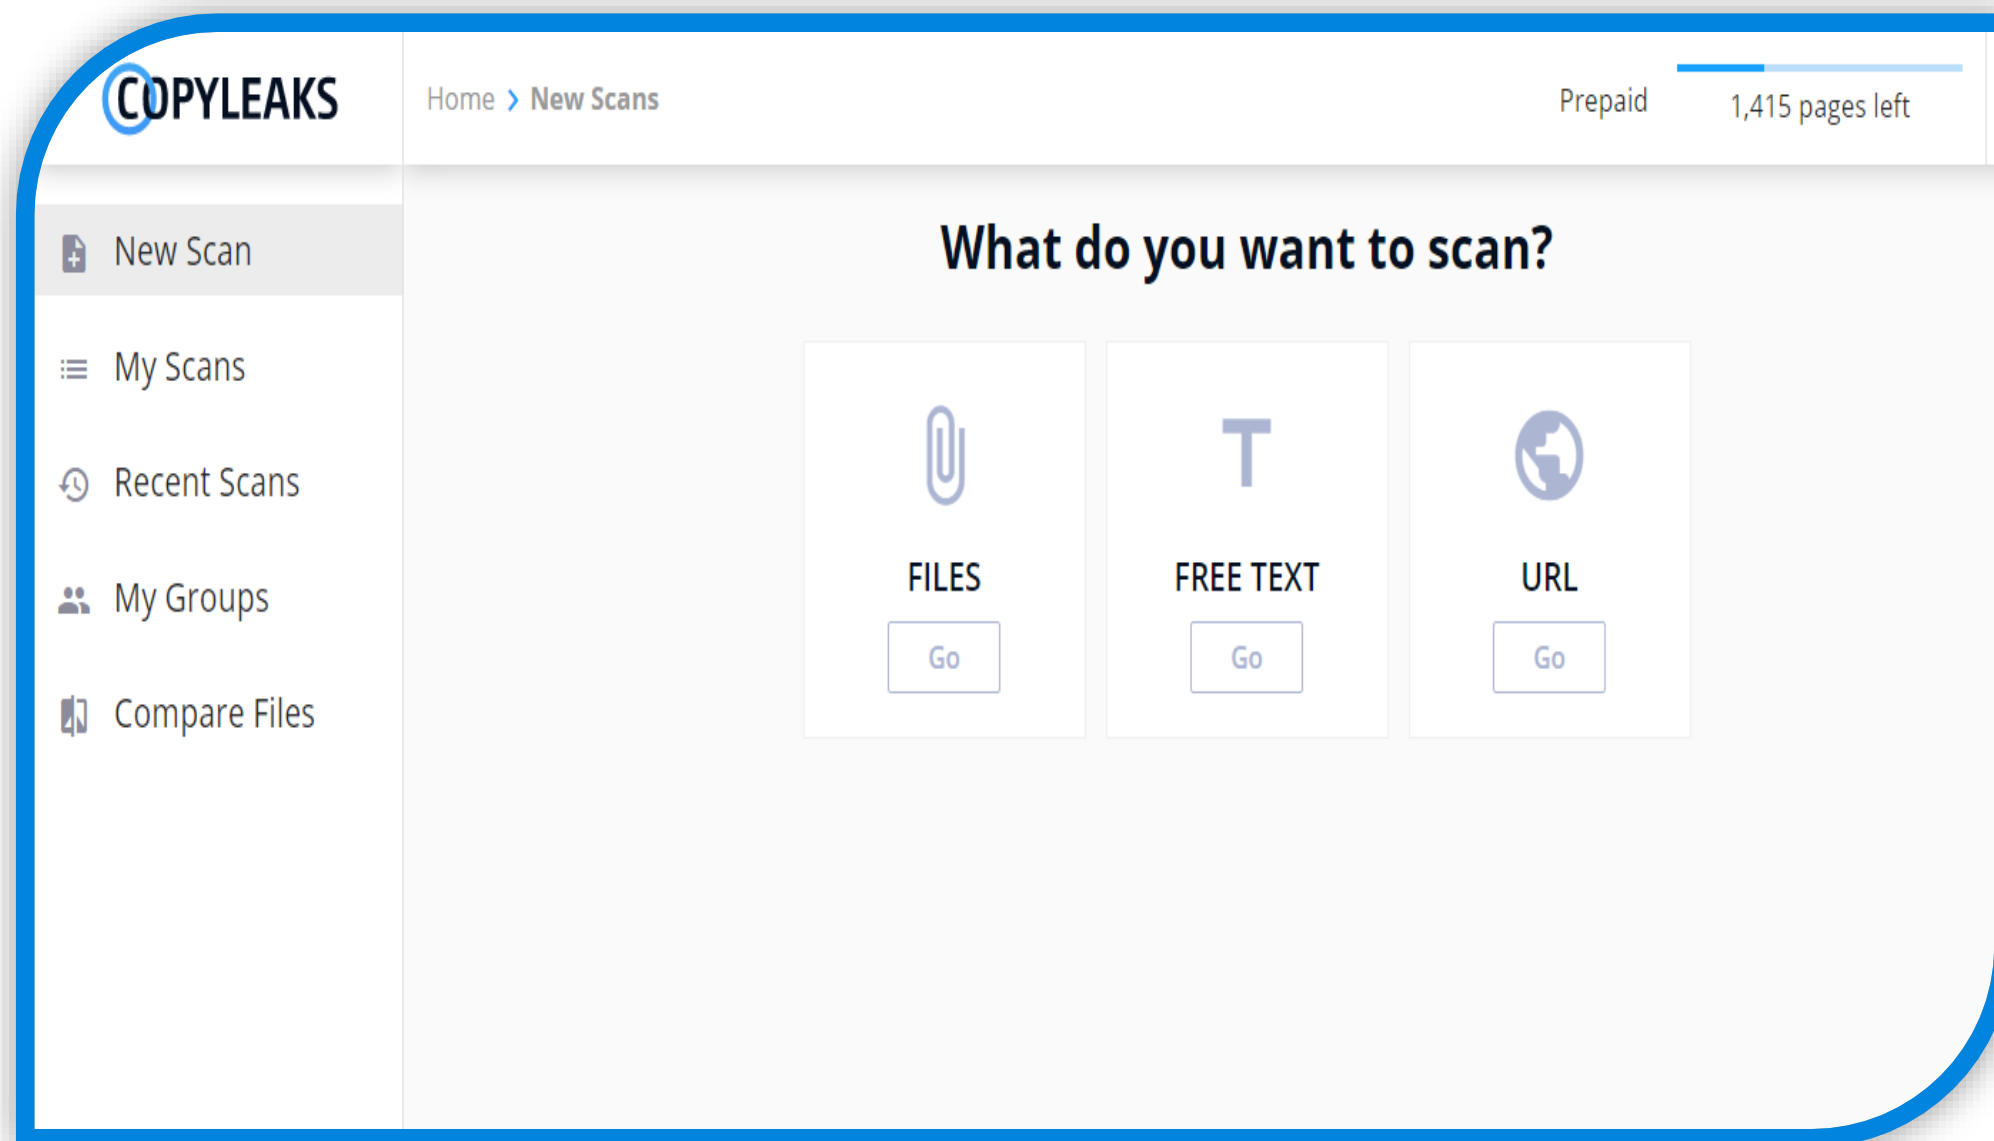 COPYLEAKS
Home > New Scans
Prepaid
1,415 pages left
New Scan
My Scans
Recent Scans
My Groups
Compare Files
What do you want to scan?
FILES
Go
FREE TEXT
Go
URL
Go